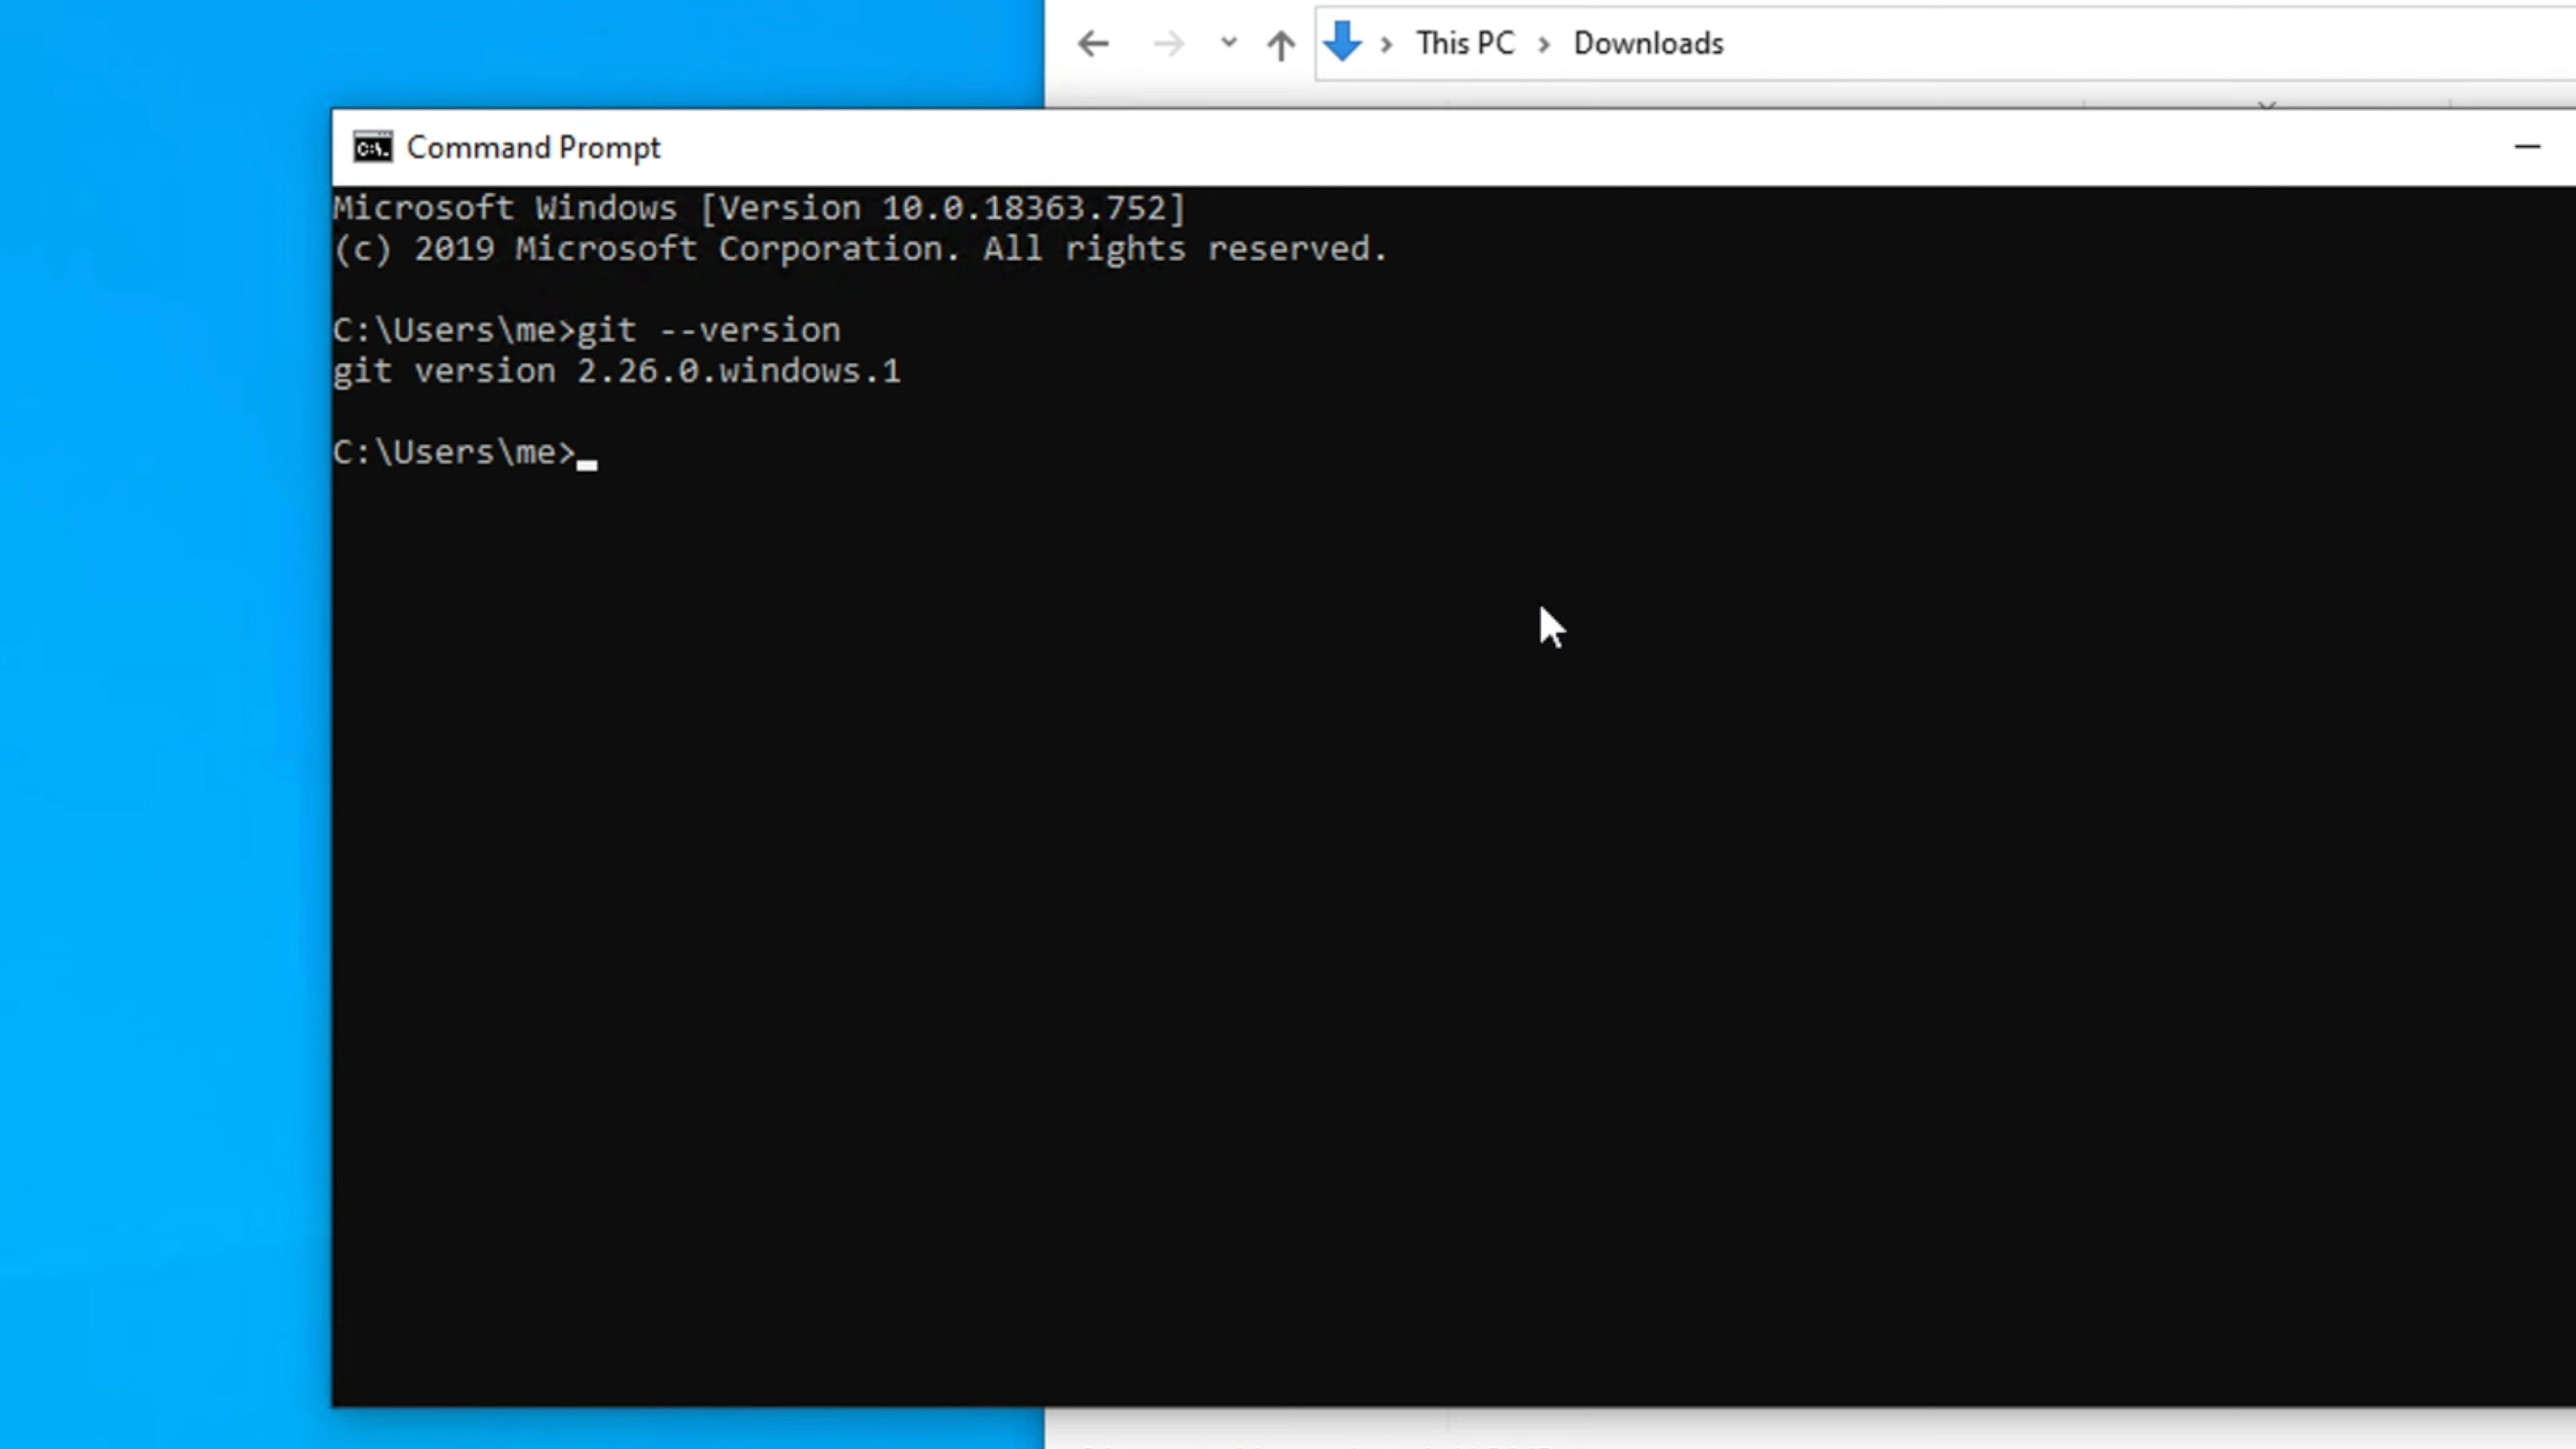 This PC > Downloads
Command Prompt
Microsoft Windows [Version 10.0.18363.752]
(c) 2019 Microsoft Corporation. All rights reserved.
C:\Users\me>git --version
git version 2.26.0.windows.1
C:\Users\me>